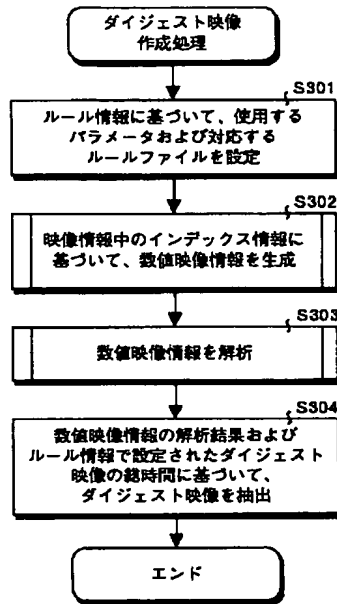 ダイジェスト映像
作成処理
S301
ルール情報に基づいて、使用する
パラメータおよび対応する
ルールファイルを設定
S302
映像情報中のインデックス情報に
基づいて、数値映像情報を生成
S303
数値映像情報を解析
S304
数値映像情報の解析結果および
ルール情報で設定されたダイジェスト
映像の総時間に基づいて、
ダイジェスト映像を抽出
エンド